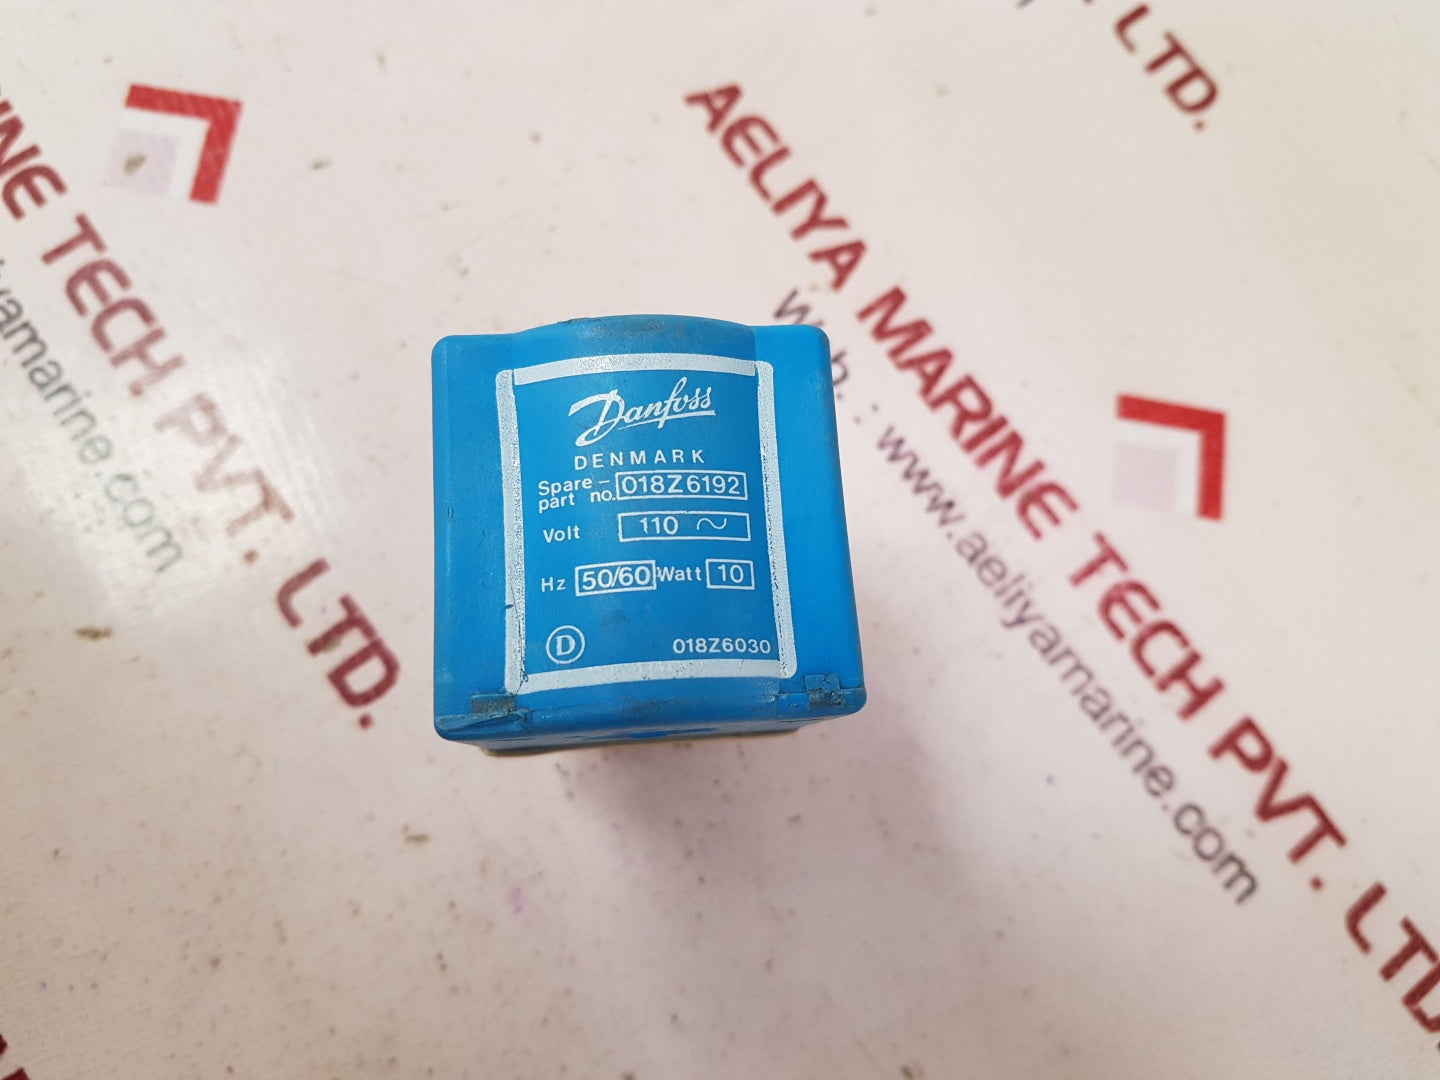 Danfoss
DENMARK
Spare-
part no. 018Z6192
Volt 110 ~
Hz 50/60 Watt 10
D 018Z6030
AELIYA MARINE TECH PVT. LTD.
www.aeliyamarine.com
INE TECH PVT. LTD.
yamarine.com
LTD.